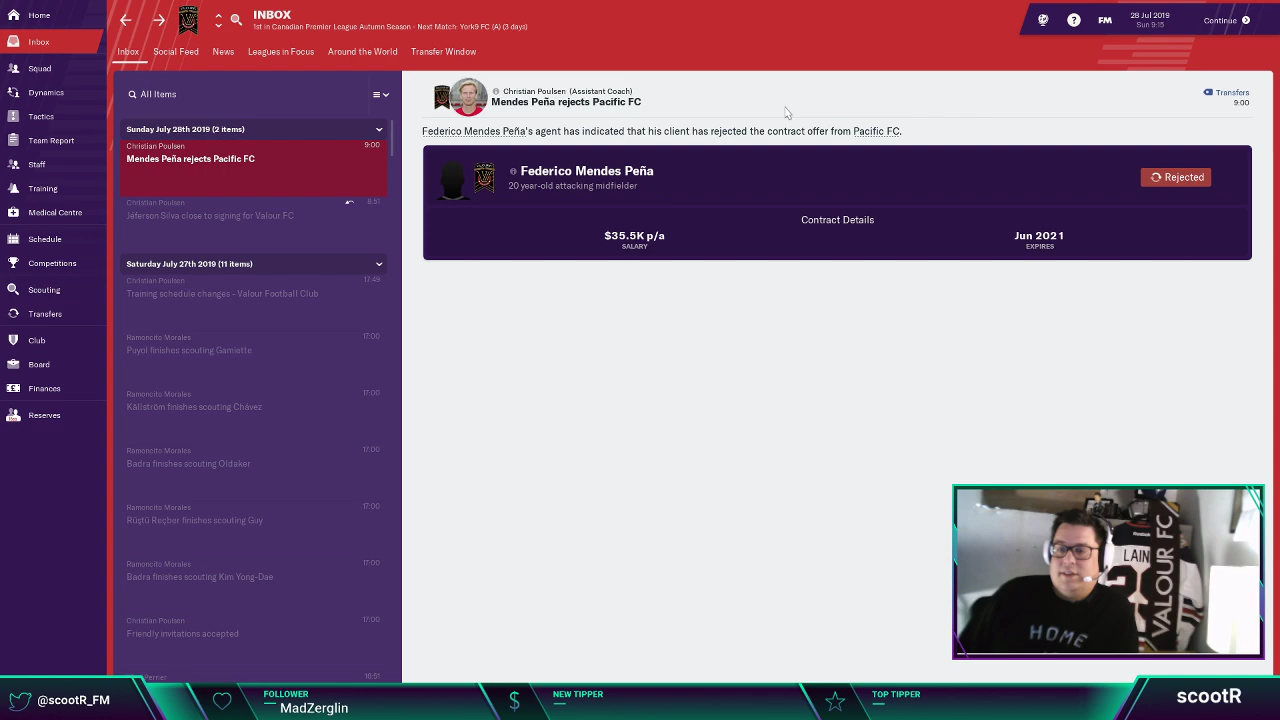 Home
Inbox
Squad
Dynamics
Tactics
Team Report
Staff
Training
Medical Centre
Schedule
Competitions
Scouting
Transfers
Club
Board
Finances
Reserves
INBOX
1st in Canadian Premier League Autumn Season - Next Match: York9 FC (A) (3 days)
FM
28 Jul 2019
Sun 9:15
Continue
Inbox Social Feed News Leagues in Focus Around the World Transfer Window
All Items
Sunday July 28th 2019 (2 items)
Christian Poulsen 9:00
Mendes Peña rejects Pacific FC
Christian Poulsen 8:51
Jéferson Silva close to signing for Valour FC
Saturday July 27th 2019 (11 items)
Christian Poulsen 17:49
Training schedule changes - Valour Football Club
Ramoncito Morales 17:00
Puyol finishes scouting Gamiette
Ramoncito Morales 17:00
Källström finishes scouting Chávez
Ramoncito Morales 17:00
Badra finishes scouting Oldaker
Ramoncito Morales 17:00
Rüştü Reçber finishes scouting Guy
Ramoncito Morales 17:00
Badra finishes scouting Kim Yong-Dae
Christian Poulsen 17:00
Friendly invitations accepted
Perrier 16:51
Christian Poulsen (Assistant Coach)
Mendes Peña rejects Pacific FC
Transfers
9:00
Federico Mendes Peña's agent has indicated that his client has rejected the contract offer from Pacific FC.
Federico Mendes Peña
20 year-old attacking midfielder
Rejected
Contract Details
$35.5K p/a
SALARY
Jun 2021
EXPIRES
LAIN
VALOUR FC
HOME
@scootR_FM
FOLLOWER
MadZerglin
NEW TIPPER
TOP TIPPER
scootR